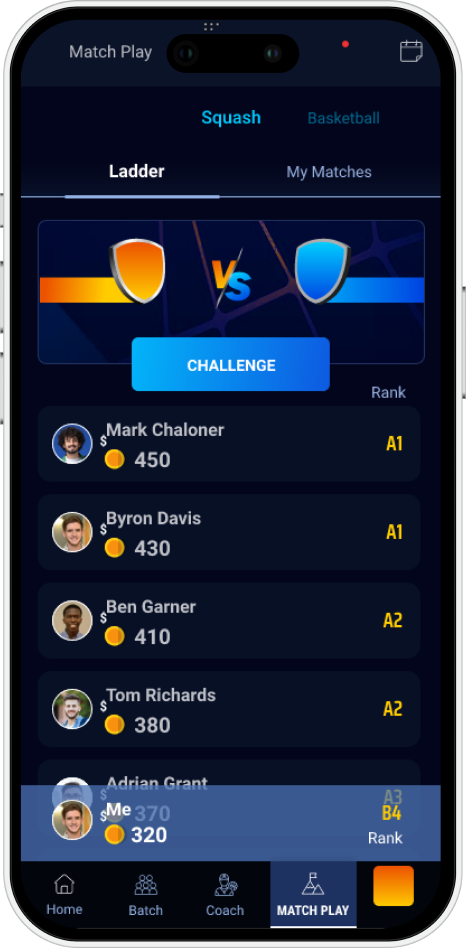 Match Play
Squash
Basketball
Ladder
My Matches
VS
CHALLENGE
Rank
Mark Chaloner
A1
$
450
Byron Davis
A1
$
430
Ben Garner
A2
$
410
Tom Richards
A2
$
380
Adrian Grant
A3
370
Me
B4
$
320
Rank
Home
Batch
Coach
MATCH PLAY